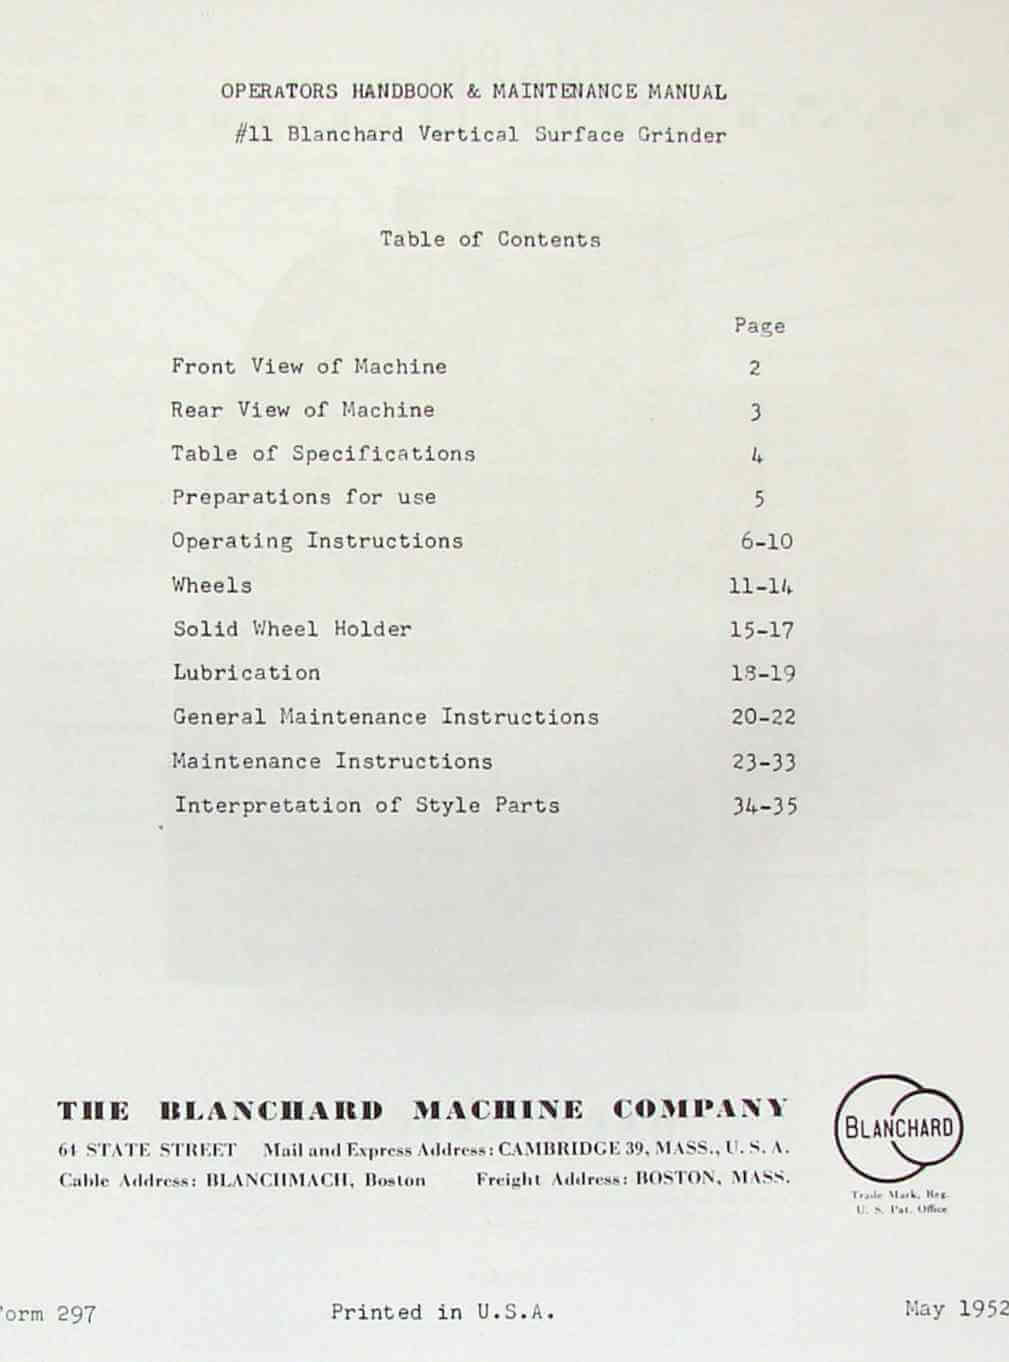 OPERATORS HANDBOOK & MAINTENANCE MANUAL
#11 Blanchard Vertical Surface Grinder
Table of Contents
Page
Front View of Machine 2
Rear View of Machine 3
Table of Specifications 4
Preparations for use 5
Operating Instructions 6-10
Wheels 11-14
Solid Wheel Holder 15-17
Lubrication 18-19
General Maintenance Instructions 20-22
Maintenance Instructions 23-33
Interpretation of Style Parts 34-35
THE BLANCHARD MACHINE COMPANY
64 STATE STREET Mail and Express Address: CAMBRIDGE 39, MASS., U. S. A.
Cable Address: BLANCHMACH, Boston Freight Address: BOSTON, MASS.
BLANCHARD
Trade Mark, Reg.
U. S. Pat. Office
orm 297 Printed in U.S.A. May 1952